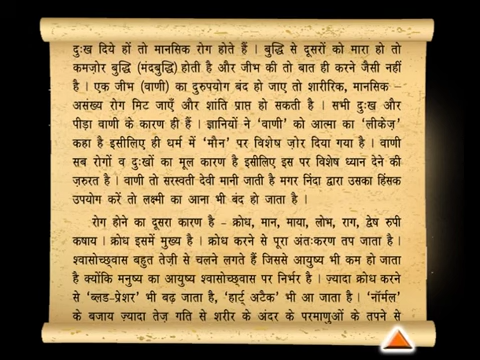 दुःख दिये हों तो मानसिक रोग होते हैं । बुद्धि से दूसरों को मारा हो तो
कमज़ोर बुद्धि (मंदबुद्धि) होती है और जीभ की तो बात ही करने जैसी नहीं
है । एक जीभ (वाणी) का दुरुपयोग बंद हो जाए तो शारीरिक, मानसिक -
असंख्य रोग मिट जाएँ और शांति प्राप्त हो सकती है । सभी दुःख और
पीड़ा वाणी के कारण ही हैं । ज्ञानियों ने ‘वाणी’ को आत्मा का ‘लीकेज़’
कहा है इसीलिए ही धर्म में ‘मौन’ पर विशेष ज़ोर दिया गया है । वाणी
सब रोगों व दुःखों का मूल कारण है इसीलिए इस पर विशेष ध्यान देने की
ज़रुरत है । वाणी तो सरस्वती देवी मानी जाती है मगर निंदा द्वारा उसका हिंसक
उपयोग करें तो लक्ष्मी का आना भी बंद हो जाता है ।
रोग होने का दूसरा कारण है - क्रोध, मान, माया, लोभ, राग, द्वेष रुपी
कषाय । क्रोध इसमें मुख्य है । क्रोध करने से पूरा अंतःकरण तप जाता है ।
श्वासोच्छ्वास बहुत तेज़ी से चलने लगते हैं जिससे आयुष्य भी कम हो जाता
है क्योंकि मनुष्य का आयुष्य श्वासोच्छ्वास पर निर्भर है । ज़्यादा क्रोध करने
से ‘ब्लड-प्रेशर’ भी बढ़ जाता है, ‘हार्ट् अटैक’ भी आ जाता है । ‘नॉर्मल’
के बजाय ज़्यादा तेज़ गति से शरीर के अंदर के परमाणुओं के तपने से